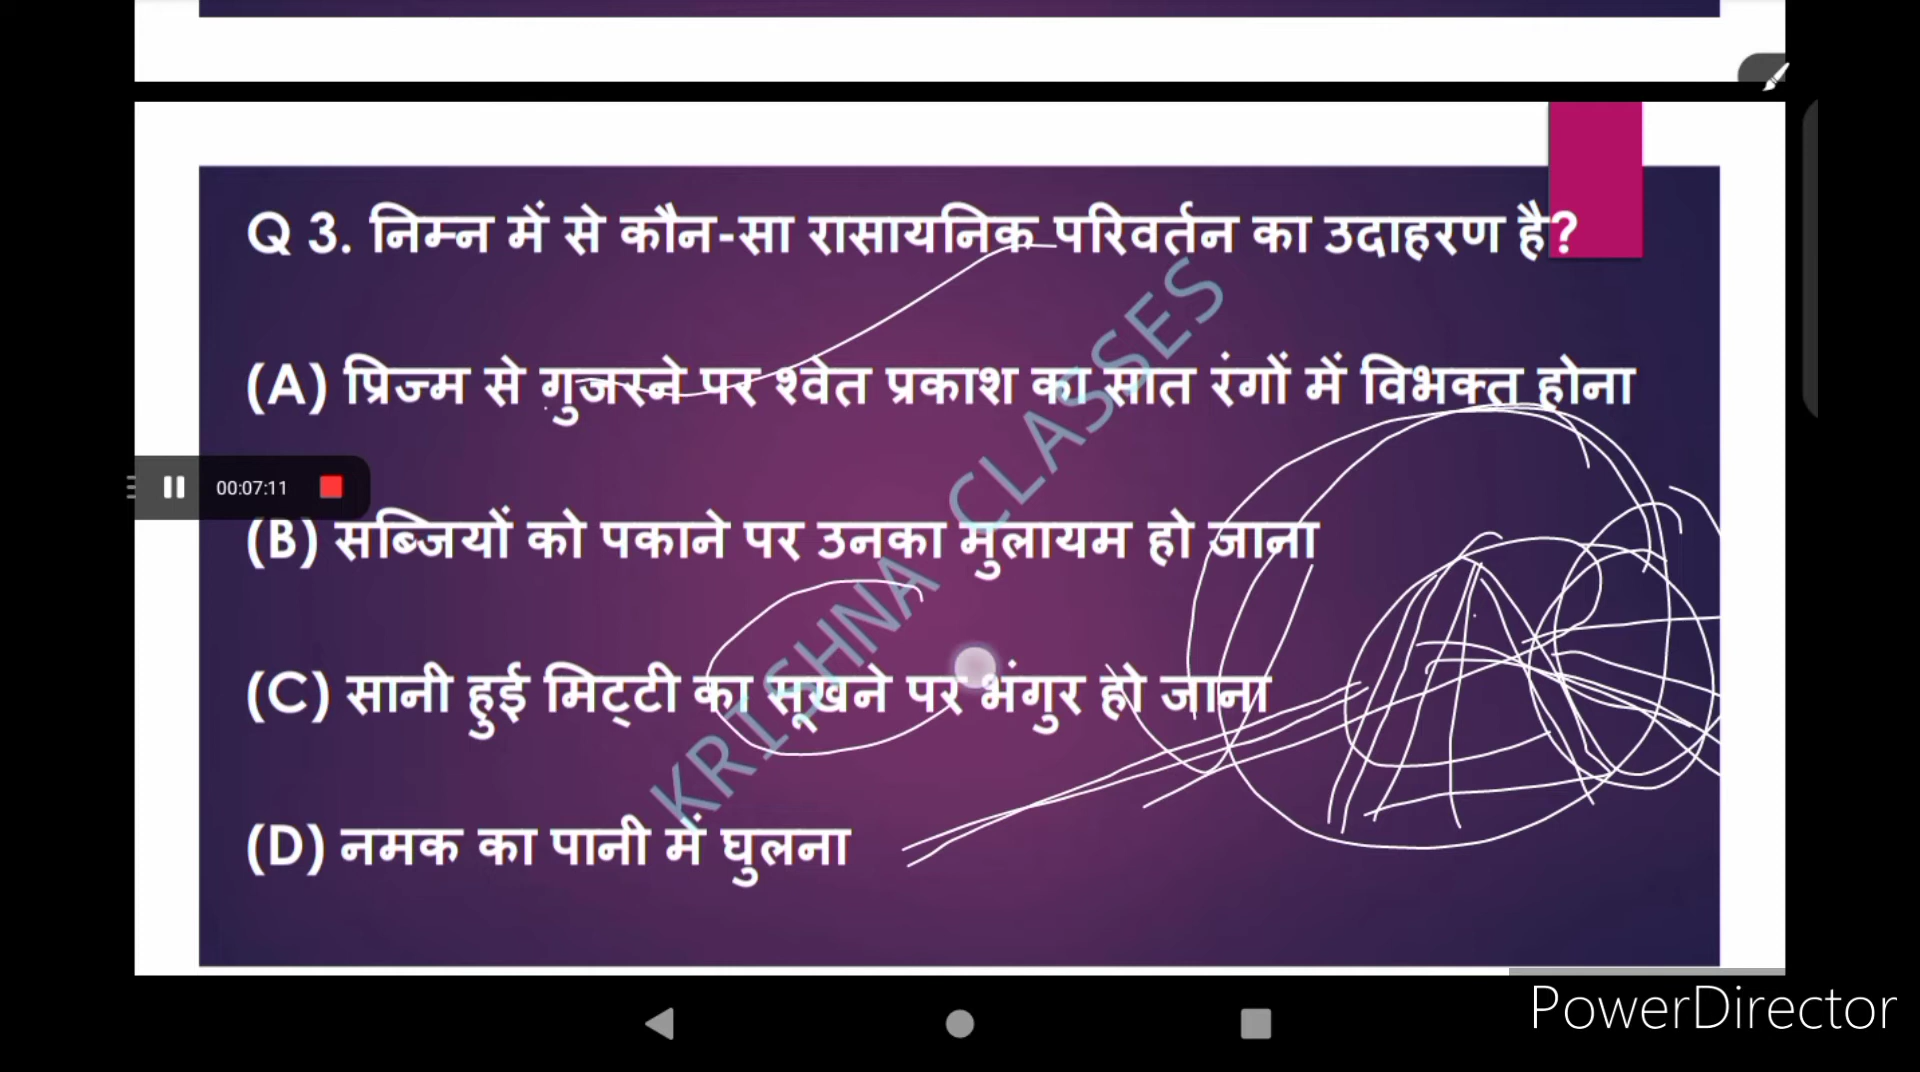 Q 3. निम्न में से कौन-सा रासायनिक परिवर्तन का उदाहरण है?
(A) प्रिज्म से गुजरने पर श्वेत प्रकाश का सात रंगों में विभक्त होना
00:07:11
(B) सब्जियों को पकाने पर उनका मुलायम हो जाना
(C) सानी हुई मिट्टी का सूखने पर भंगुर हो जाना
KRISHNA CLASSES
(D) नमक का पानी में घुलना
PowerDirector